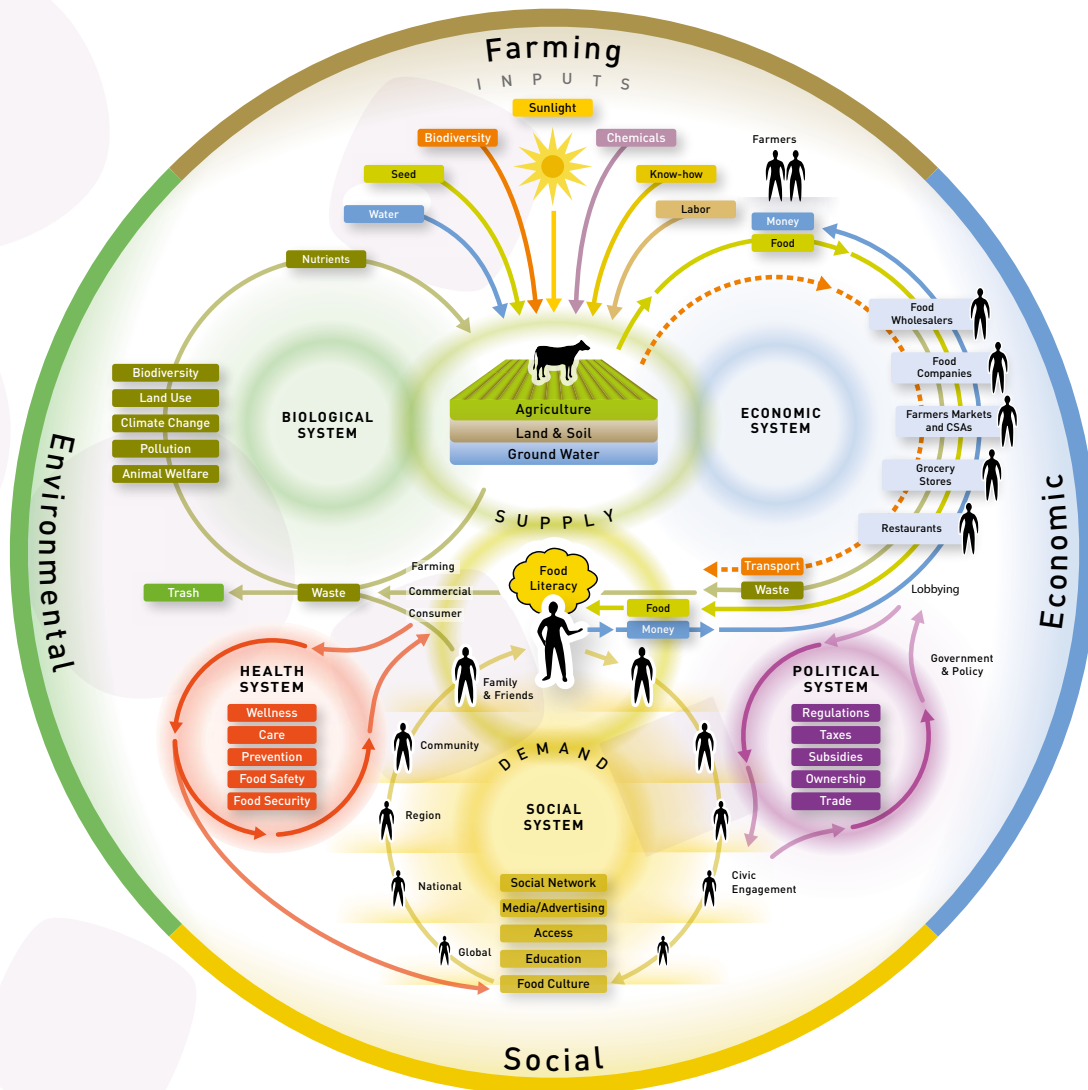 Farming
INPUTS
Sunlight
Biodiversity
Chemicals
Farmers
Seed
Know-how
Water
Labor
Money
Food
Nutrients
Food
Wholesalers
Food
Companies
Farmers Markets
and CSAs
Grocery
Stores
Restaurants
Biodiversity
Land Use
Climate Change
Pollution
Animal Welfare
BIOLOGICAL
SYSTEM
Agriculture
Land & Soil
Ground Water
ECONOMIC
SYSTEM
Environmental
Economic
SUPPLY
Farming
Commercial
Consumer
Food
Literacy
Transport
Waste
Food
Money
Lobbying
Trash
Waste
HEALTH
SYSTEM
Wellness
Care
Prevention
Food Safety
Food Security
Family
& Friends
Community
Region
National
Global
DEMAND
SOCIAL
SYSTEM
Social Network
Media/Advertising
Access
Education
Food Culture
POLITICAL
SYSTEM
Regulations
Taxes
Subsidies
Ownership
Trade
Government
& Policy
Civic
Engagement
Social